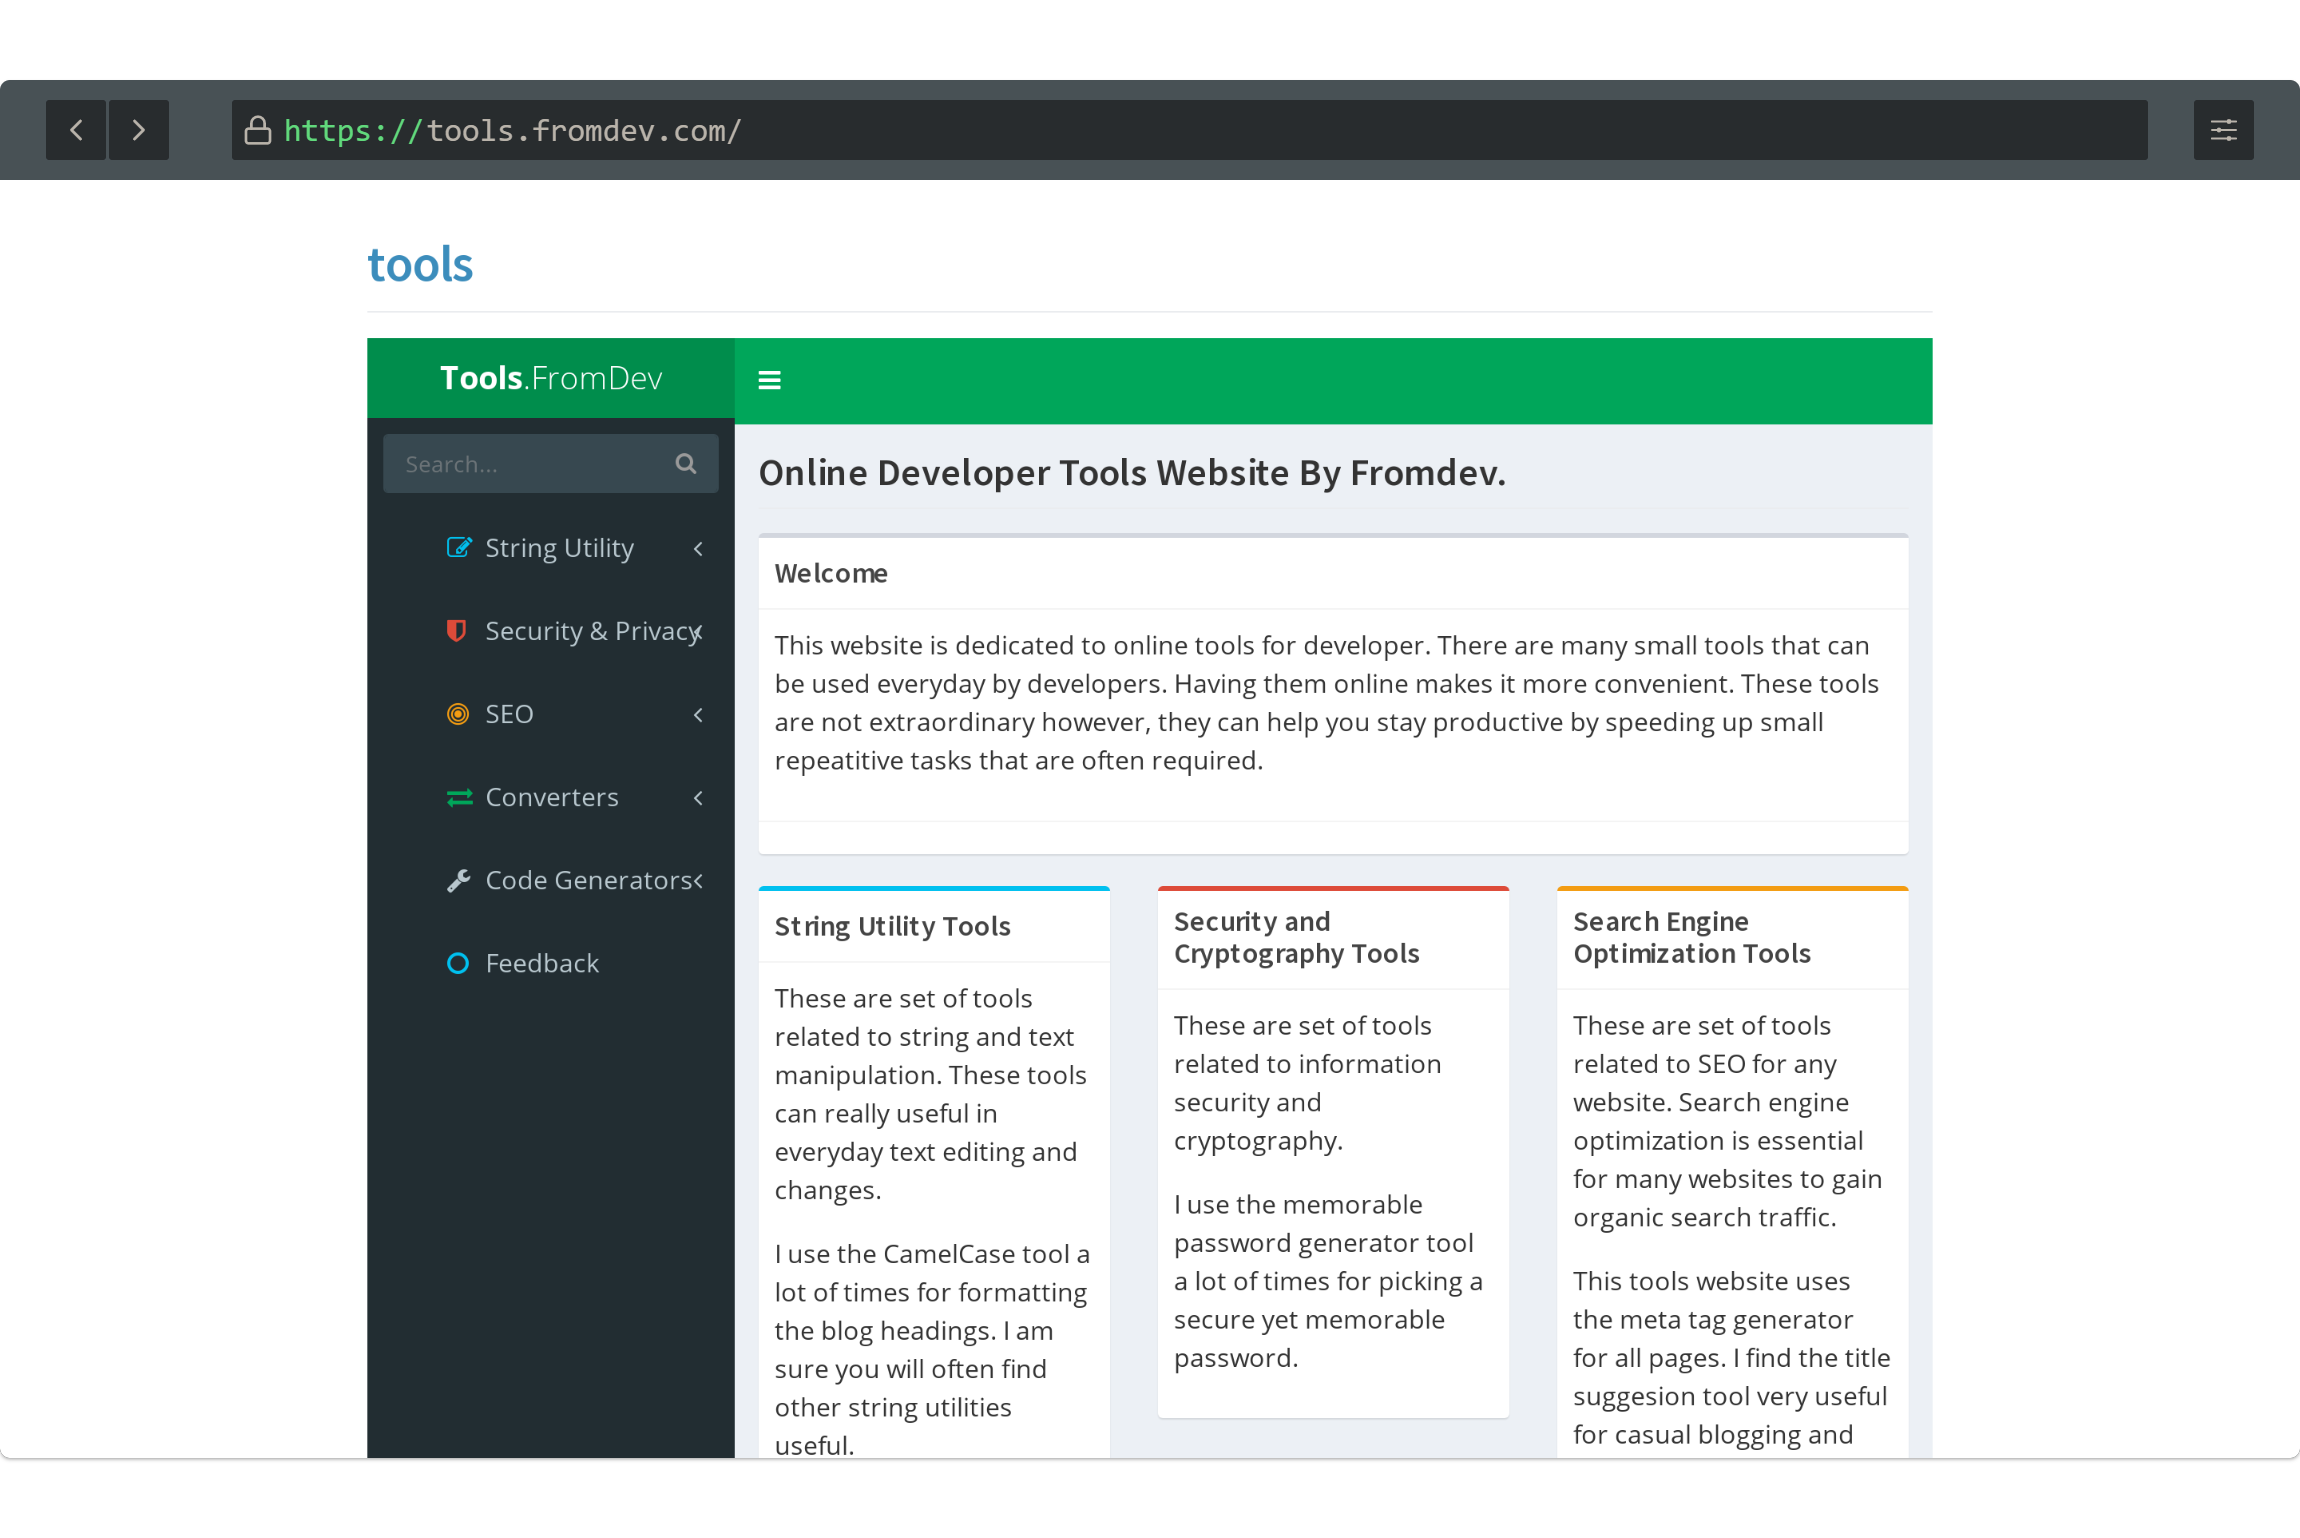 https://tools.fromdev.com/
tools
Tools.FromDev
Search...
String Utility
Security & Privacy
SEO
Converters
Code Generators
Feedback
Online Developer Tools Website By Fromdev.
Welcome
This website is dedicated to online tools for developer. There are many small tools that can
be used everyday by developers. Having them online makes it more convenient. These tools
are not extraordinary however, they can help you stay productive by speeding up small
repeatitive tasks that are often required.
String Utility Tools
These are set of tools
related to string and text
manipulation. These tools
can really useful in
everyday text editing and
changes.
I use the CamelCase tool a
lot of times for formatting
the blog headings. I am
sure you will often find
other string utilities
useful.
Security and
Cryptography Tools
These are set of tools
related to information
security and
cryptography.
I use the memorable
password generator tool
a lot of times for picking a
secure yet memorable
password.
Search Engine
Optimization Tools
These are set of tools
related to SEO for any
website. Search engine
optimization is essential
for many websites to gain
organic search traffic.
This tools website uses
the meta tag generator
for all pages. I find the title
suggesion tool very useful
for casual blogging and